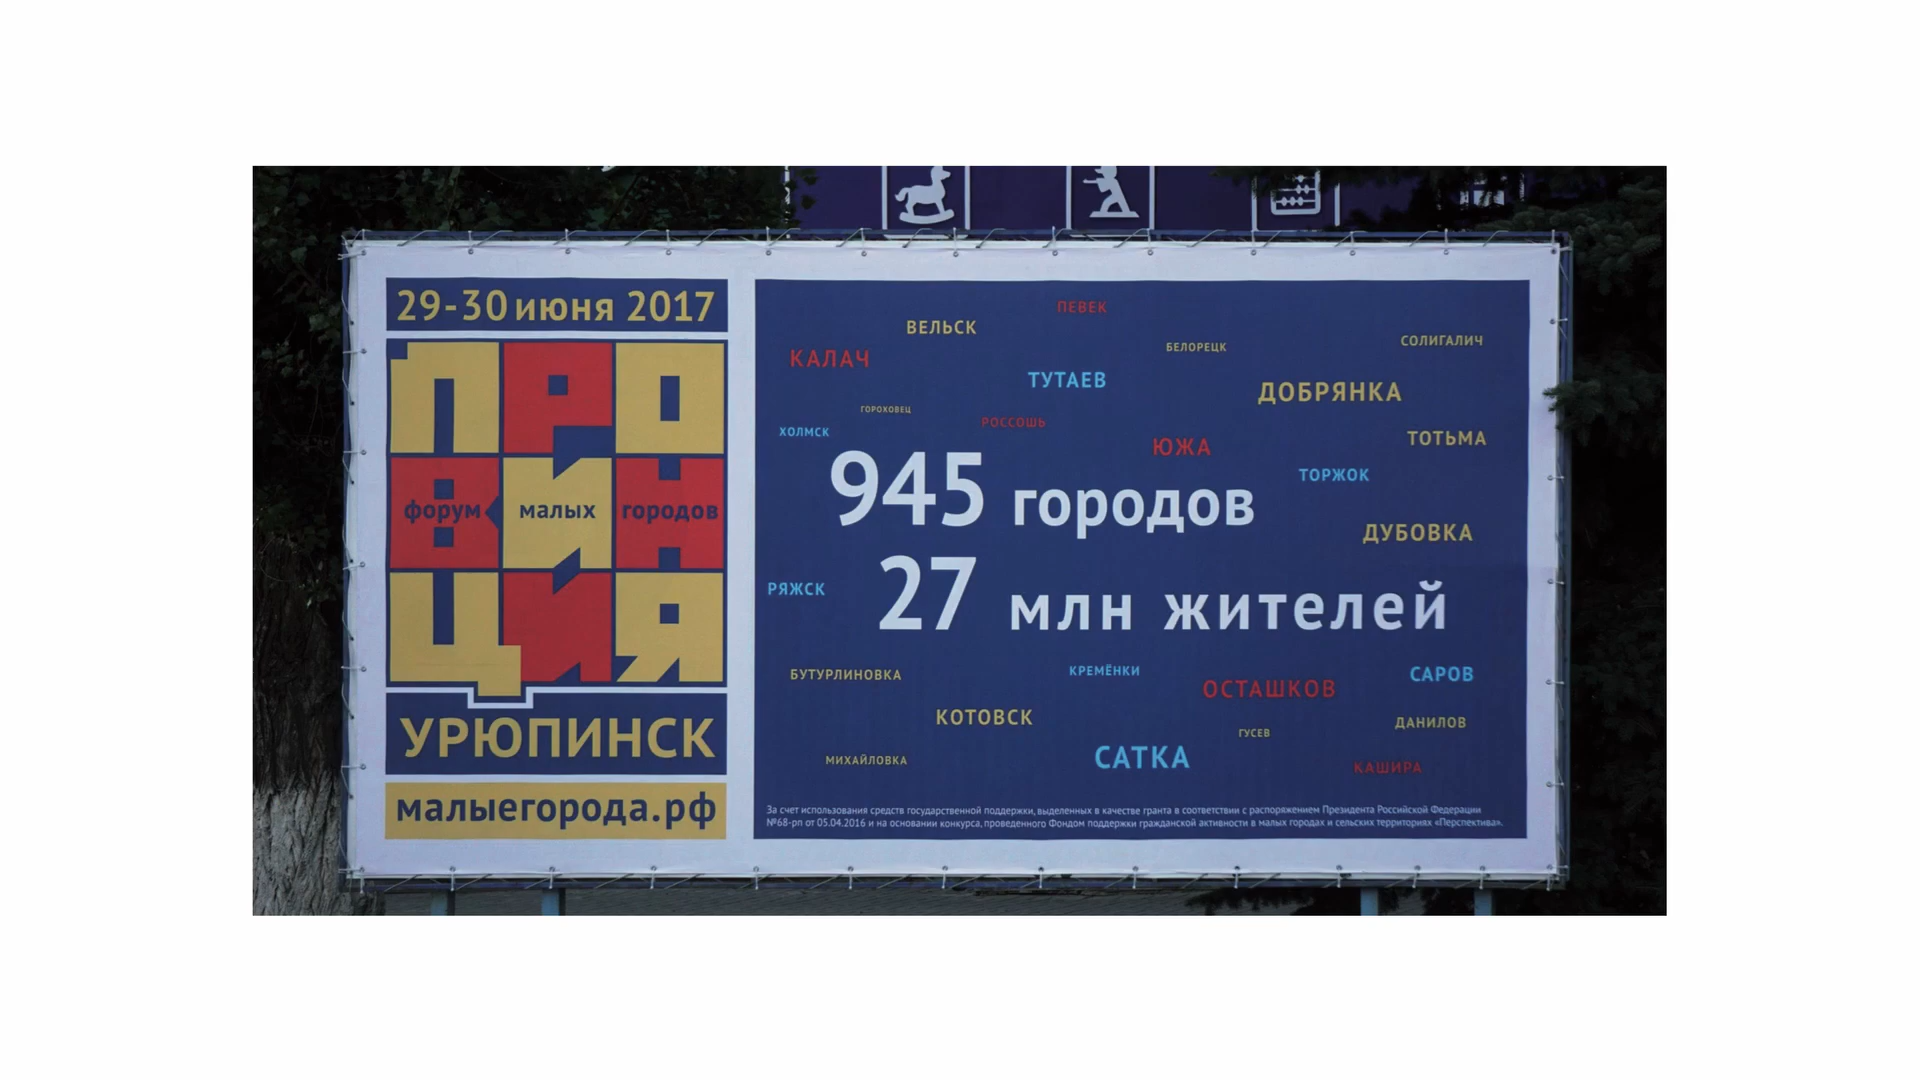 29-30 июня 2017
ПРО
ВИН
ЦИЯ
форум малых городов
УРЮПИНСК
малыегорода.рф
ПЕВЕК
ВЕЛЬСК
СОЛИГАЛИЧ
БЕЛОРЕЦК
КАЛАЧ
ТУТАЕВ
ДОБРЯНКА
ГОРОХОВЕЦ
РОССОШЬ
ХОЛМСК
ТОТЬМА
ЮЖА
ТОРЖОК
945 городов
ДУБОВКА
27 млн жителей
РЯЖСК
БУТУРЛИНОВКА
КРЕМЁНКИ
САРОВ
ОСТАШКОВ
КОТОВСК
ДАНИЛОВ
ГУСЕВ
САТКА
МИХАЙЛОВКА
КАШИРА
За счет использования средств государственной поддержки, выделенных в качестве гранта в соответствии с распоряжением Президента Российской Федерации
№68-рп от 05.04.2016 и на основании конкурса, проведенного Фондом поддержки гражданской активности в малых городах и сельских территориях «Перспектива».